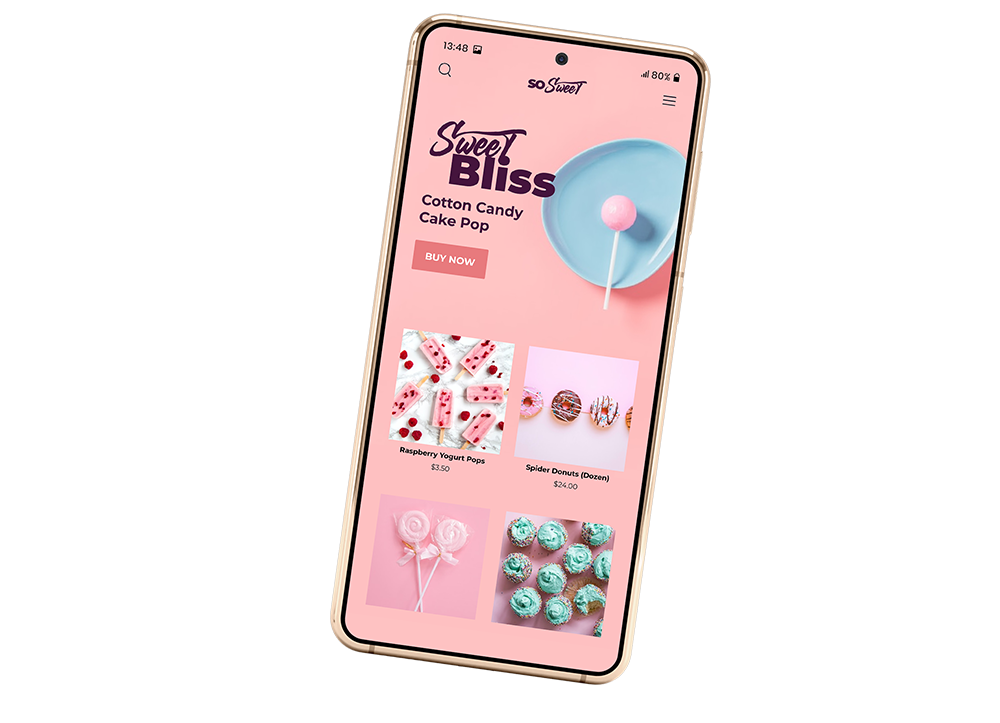 13:48
80%
SO Sweet
Sweet
Bliss
Cotton Candy
Cake Pop
BUY NOW
Raspberry Yogurt Pops
$3.50
Spider Donuts (Dozen)
$24.00